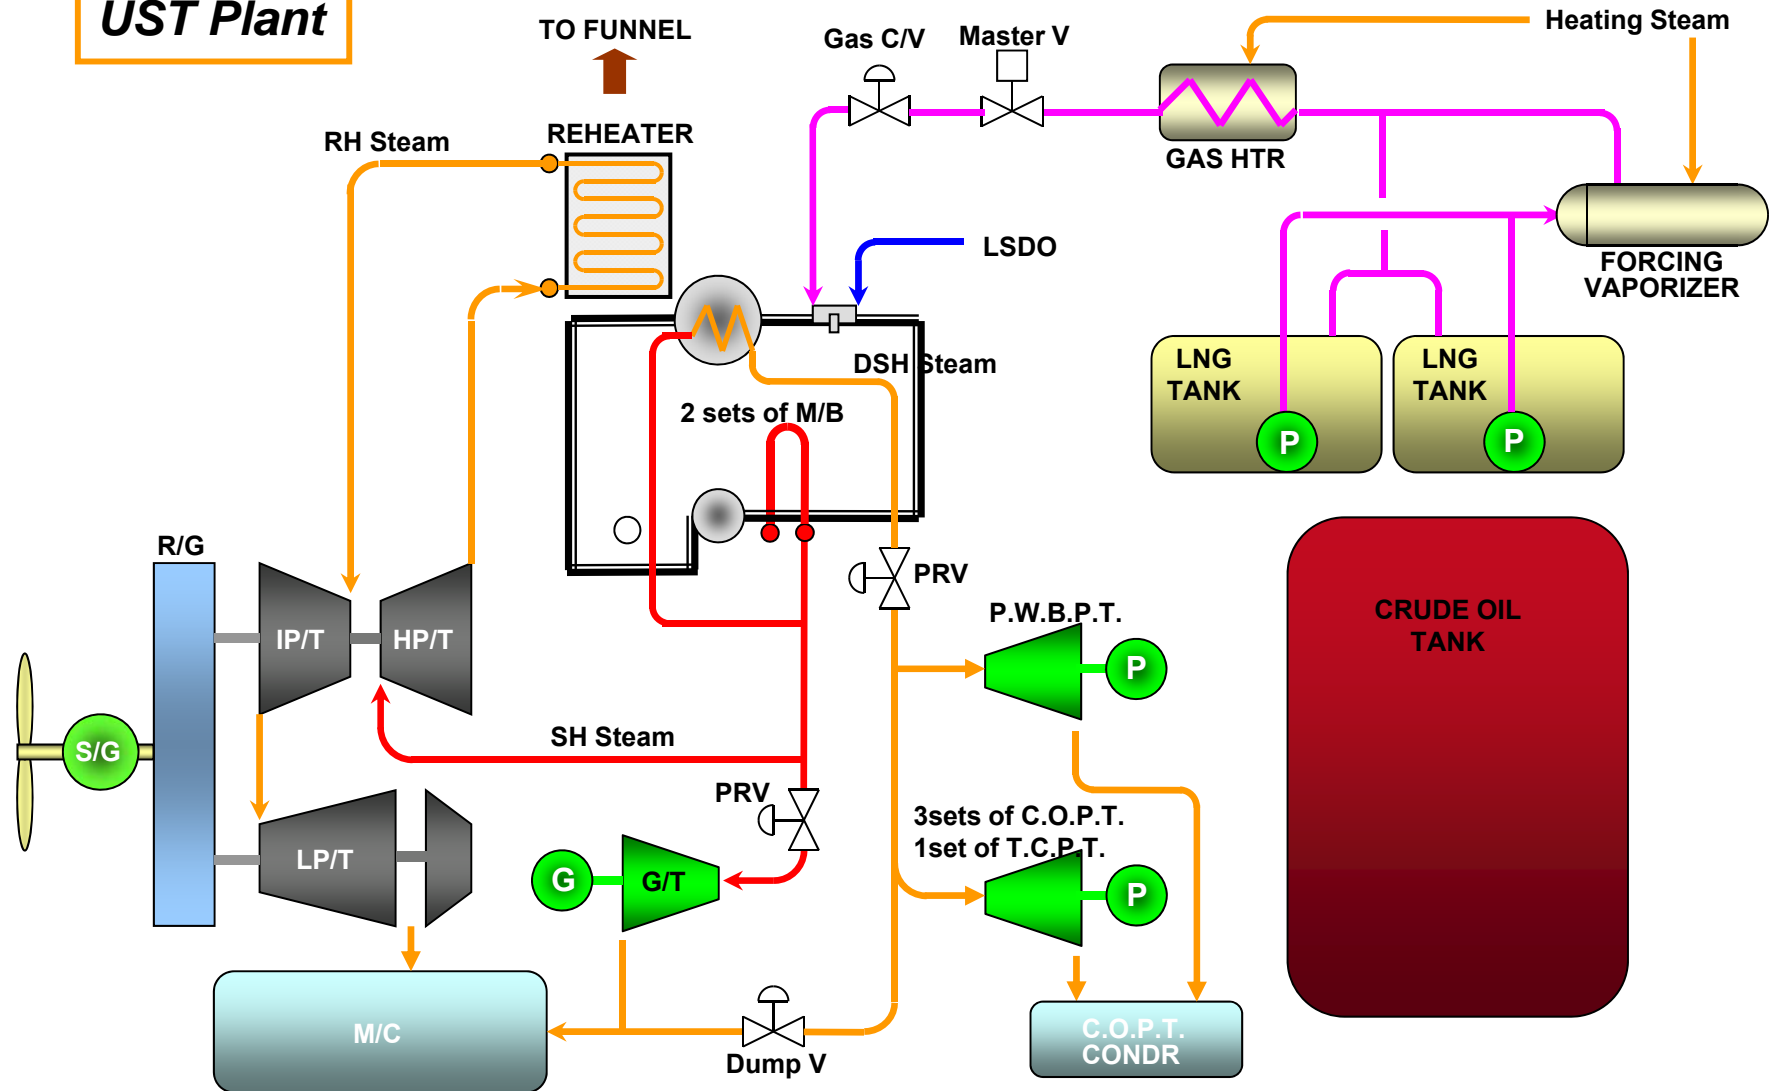 UST Plant
TO FUNNEL
Gas C/V
Master V
Heating Steam
RH Steam
REHEATER
GAS HTR
LSDO
FORCING
VAPORIZER
DSH Steam
LNG
TANK
LNG
TANK
2 sets of M/B
P
P
R/G
PRV
P.W.B.P.T.
CRUDE OIL
TANK
IP/T
HP/T
P
S/G
SH Steam
PRV
3sets of C.O.P.T.
1set of T.C.P.T.
LP/T
G
G/T
P
M/C
Dump V
C.O.P.T.
CONDR